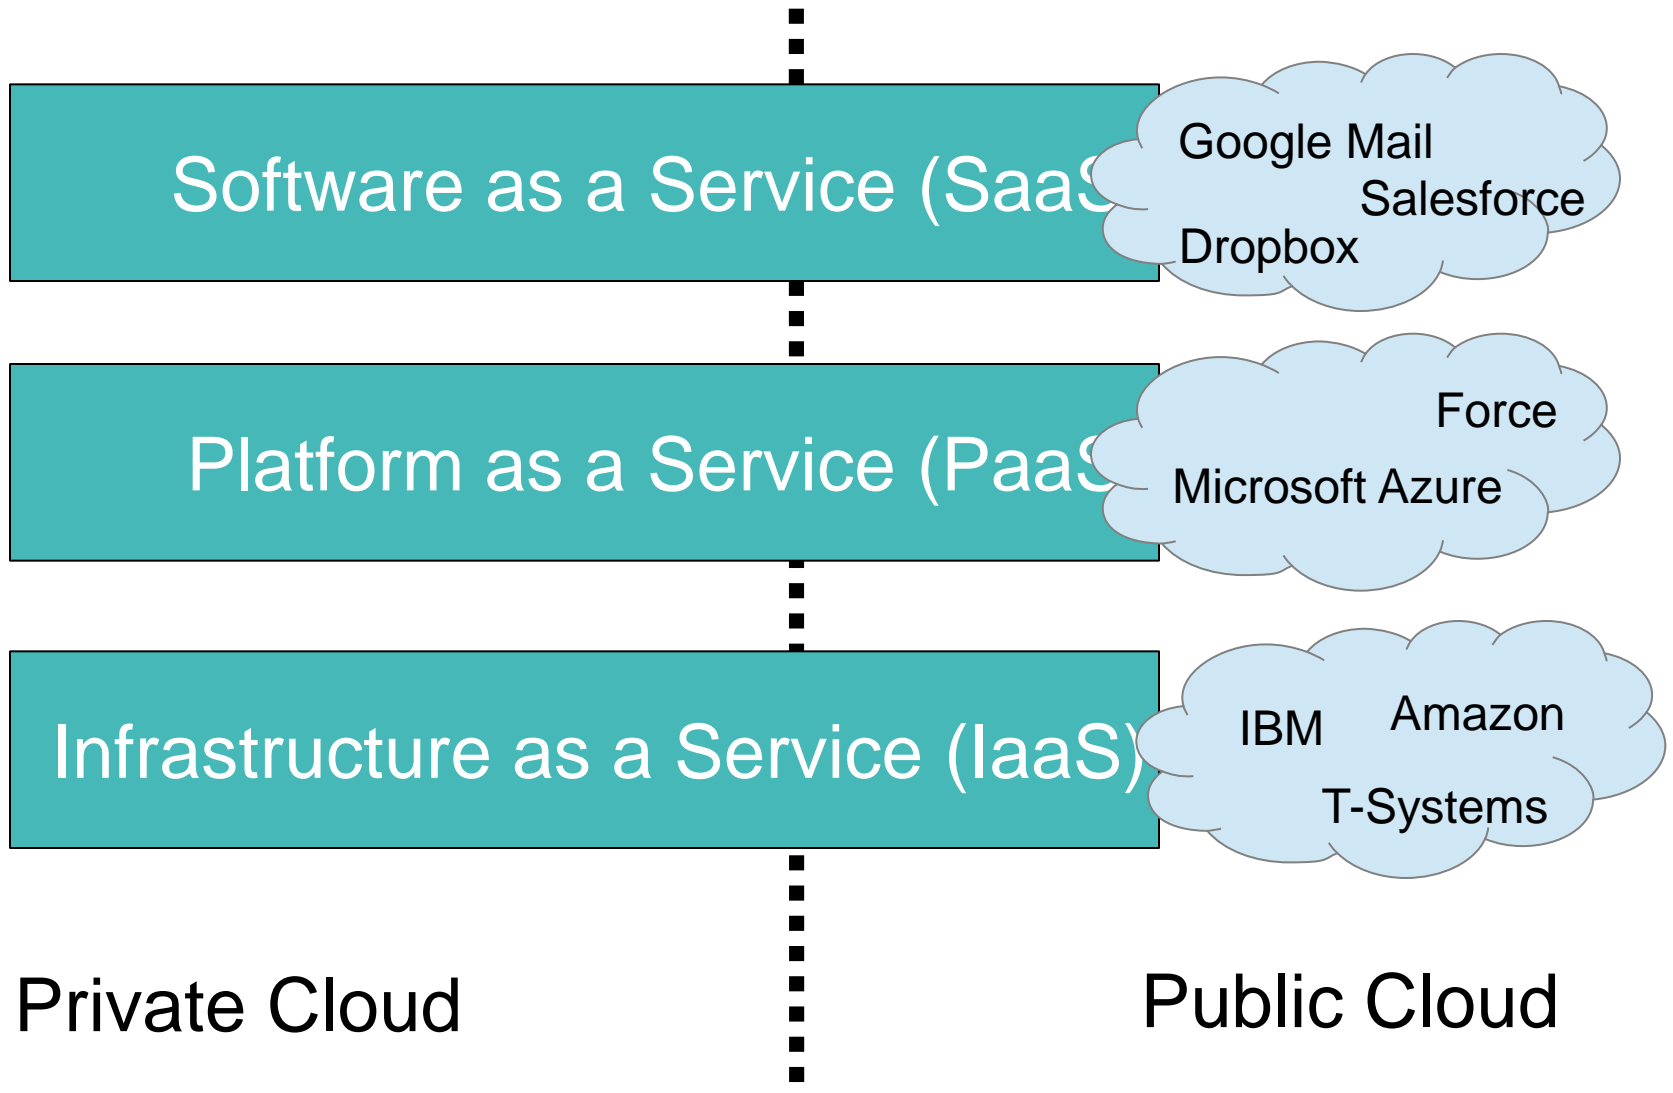 Software as a Service (SaaS
Google Mail
Salesforce
Dropbox
Platform as a Service (PaaS
Force
Microsoft Azure
Infrastructure as a Service (IaaS)
IBM
Amazon
T-Systems
Private Cloud
Public Cloud